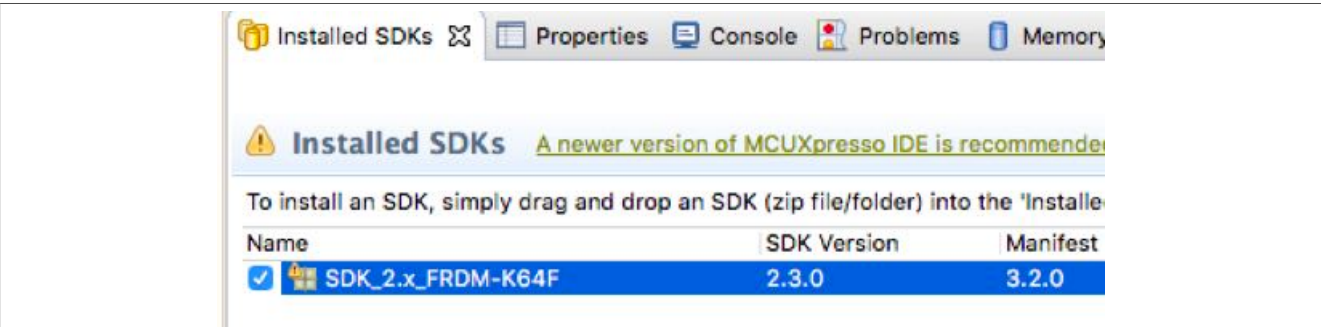 Installed SDKs Properties Console Problems Memory
Installed SDKs A newer version of MCUXpresso IDE is recommended
To install an SDK, simply drag and drop an SDK (zip file/folder) into the 'Installe
Name SDK Version Manifest
SDK_2.x_FRDM-K64F 2.3.0 3.2.0